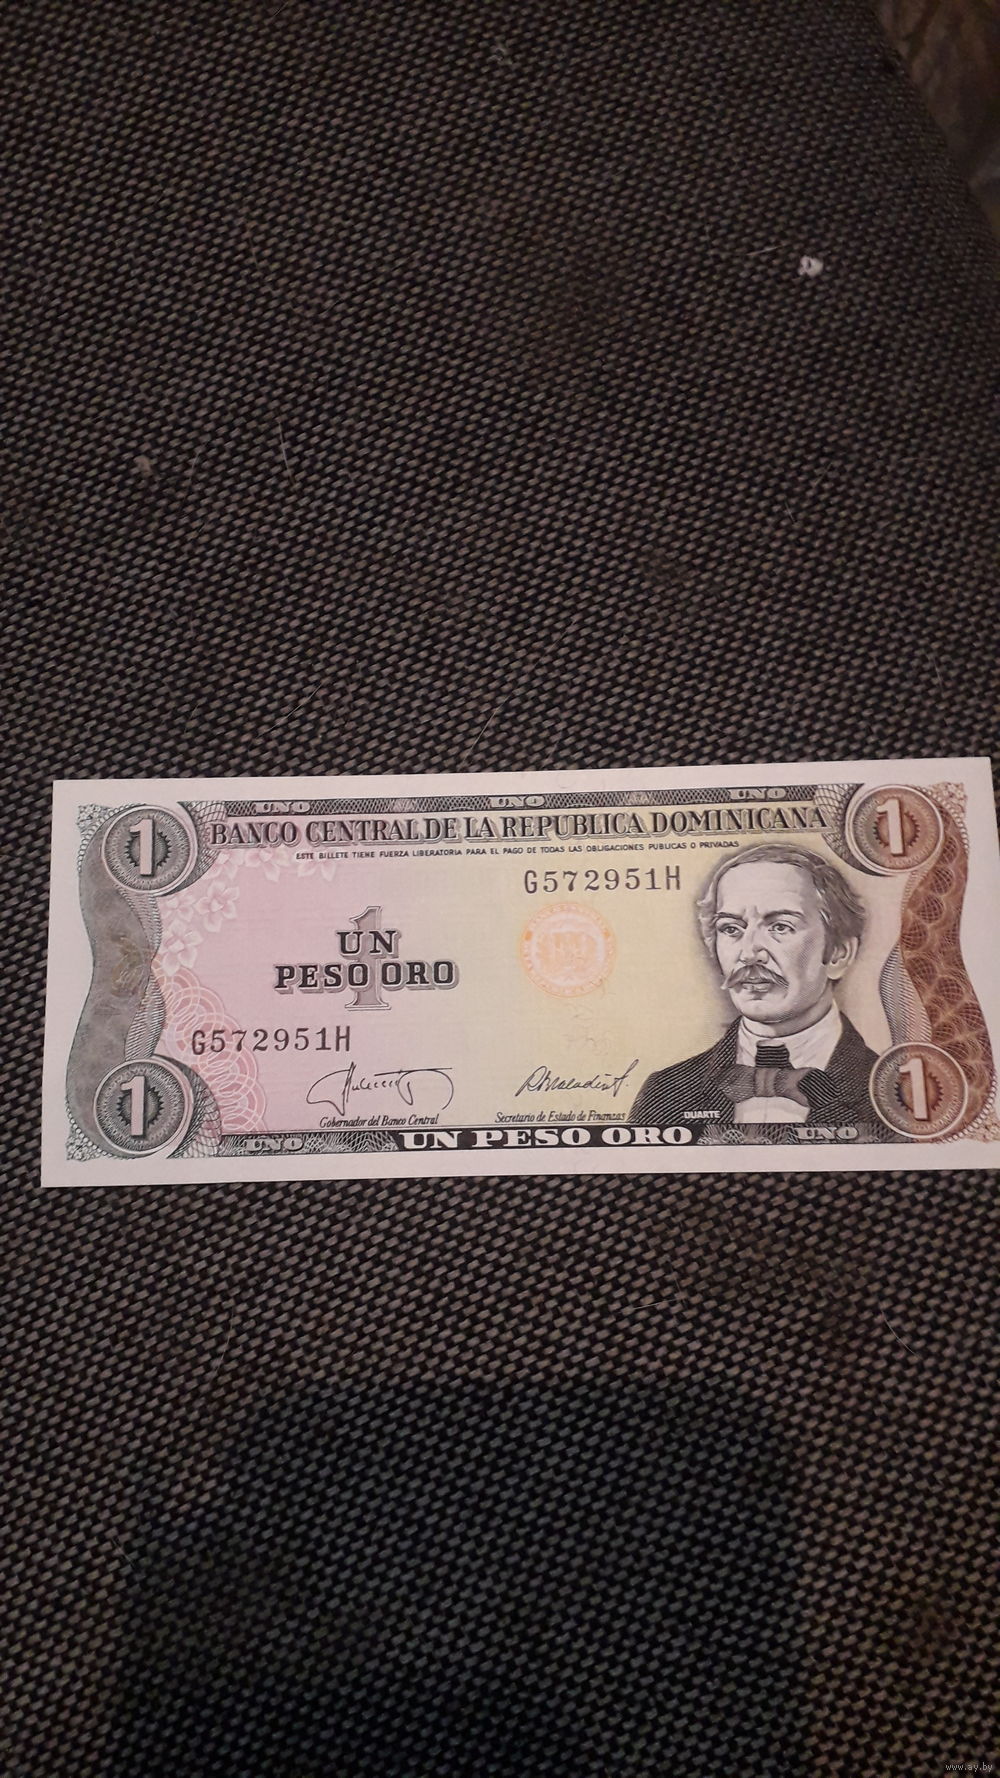 UNO UNO UNO
1 1
BANCO CENTRAL DE LA REPUBLICA DOMINICANA
ESTE BILLETE TIENE FUERZA LIBERATORIA PARA EL PAGO DE TODAS LAS OBLIGACIONES PUBLICAS O PRIVADAS
G572951H
1
UN
PESO ORO
G572951H
Gobernador del Banco Central
Secretario de Estado de Finanzas
DUARTE
1 1
UNO UN PESO ORO UNO
www.ay.by